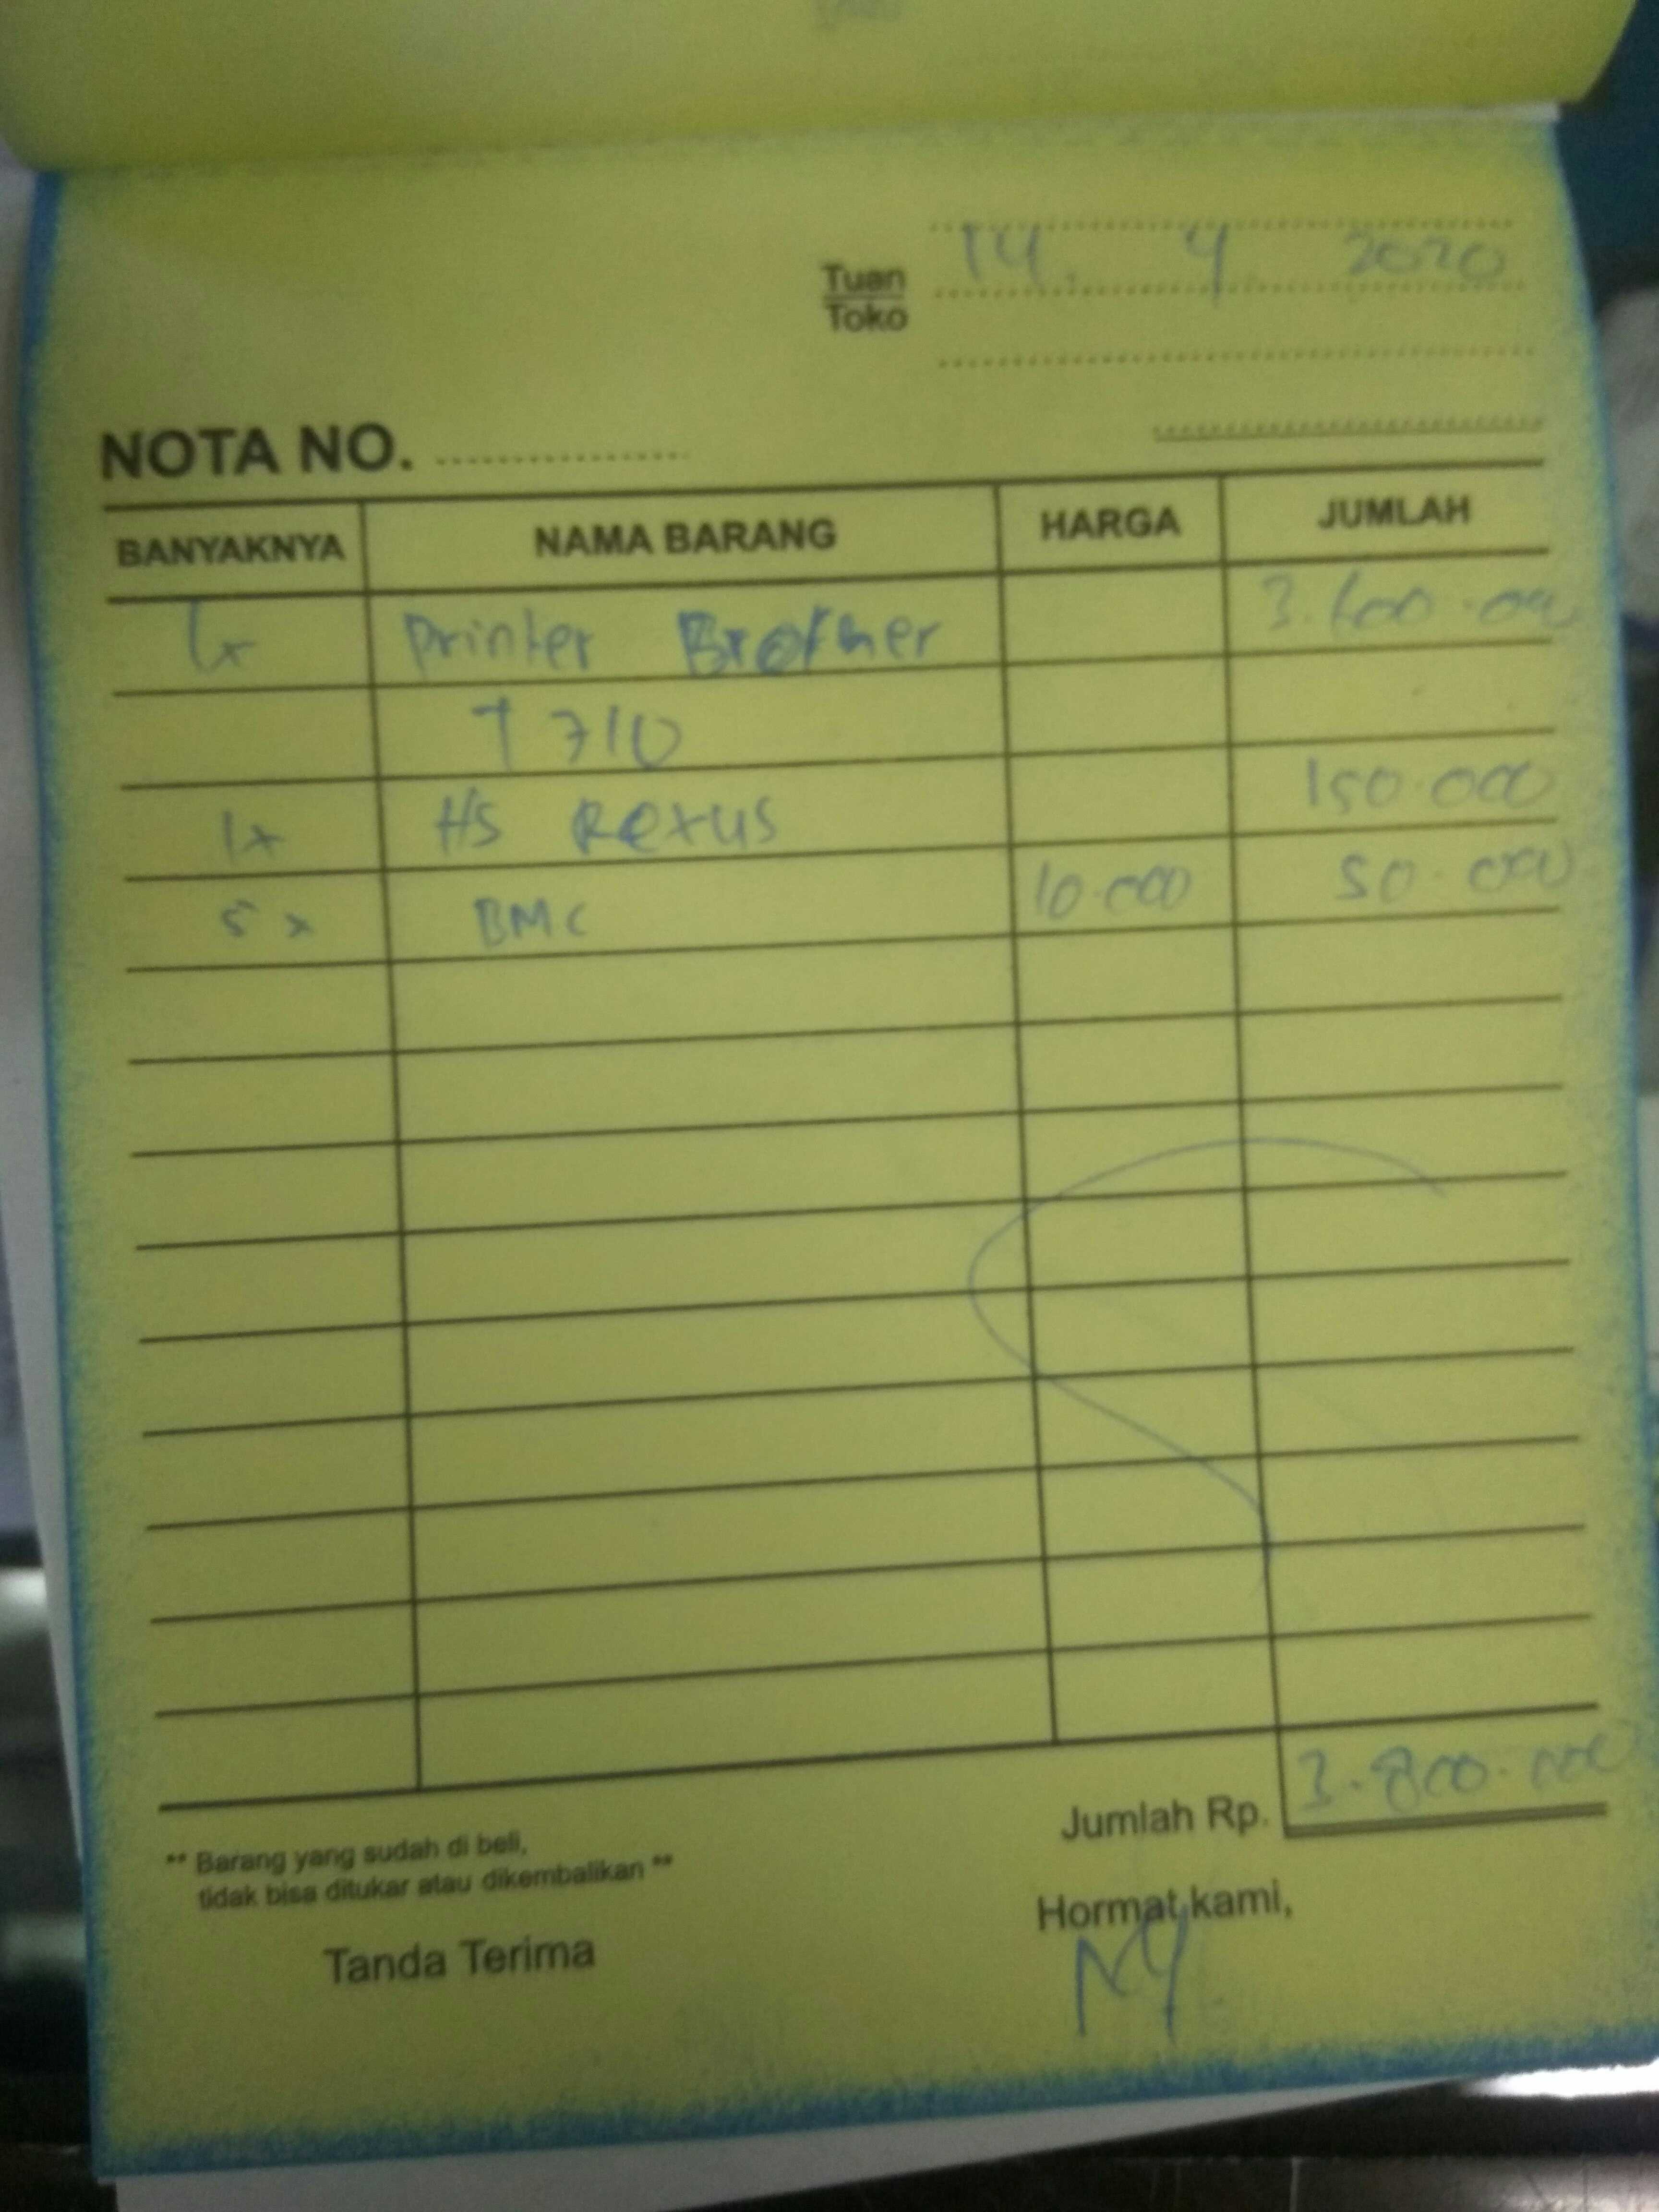 14. 4 2020
Tuan
Toko
NOTA NO. ................
BANYAKNYA NAMA BARANG HARGA JUMLAH
1x Printer Brother 3.600.000
T 710
1x H/S Rexus 150.000
5 x BMC 10.000 50.000
Jumlah Rp. 3.800.000
** Barang yang sudah di beli,
tidak bisa ditukar atau dikembalikan **
Hormat kami,
Tanda Terima